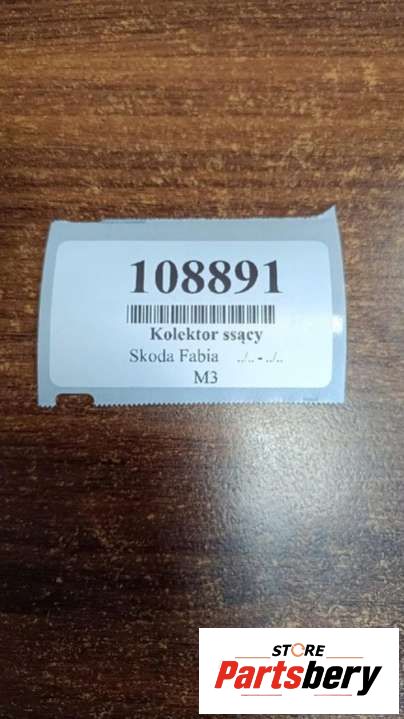 108891
Kolektor ssący
Skoda Fabia ../.. - ../..
M3
STORE
Partsbery